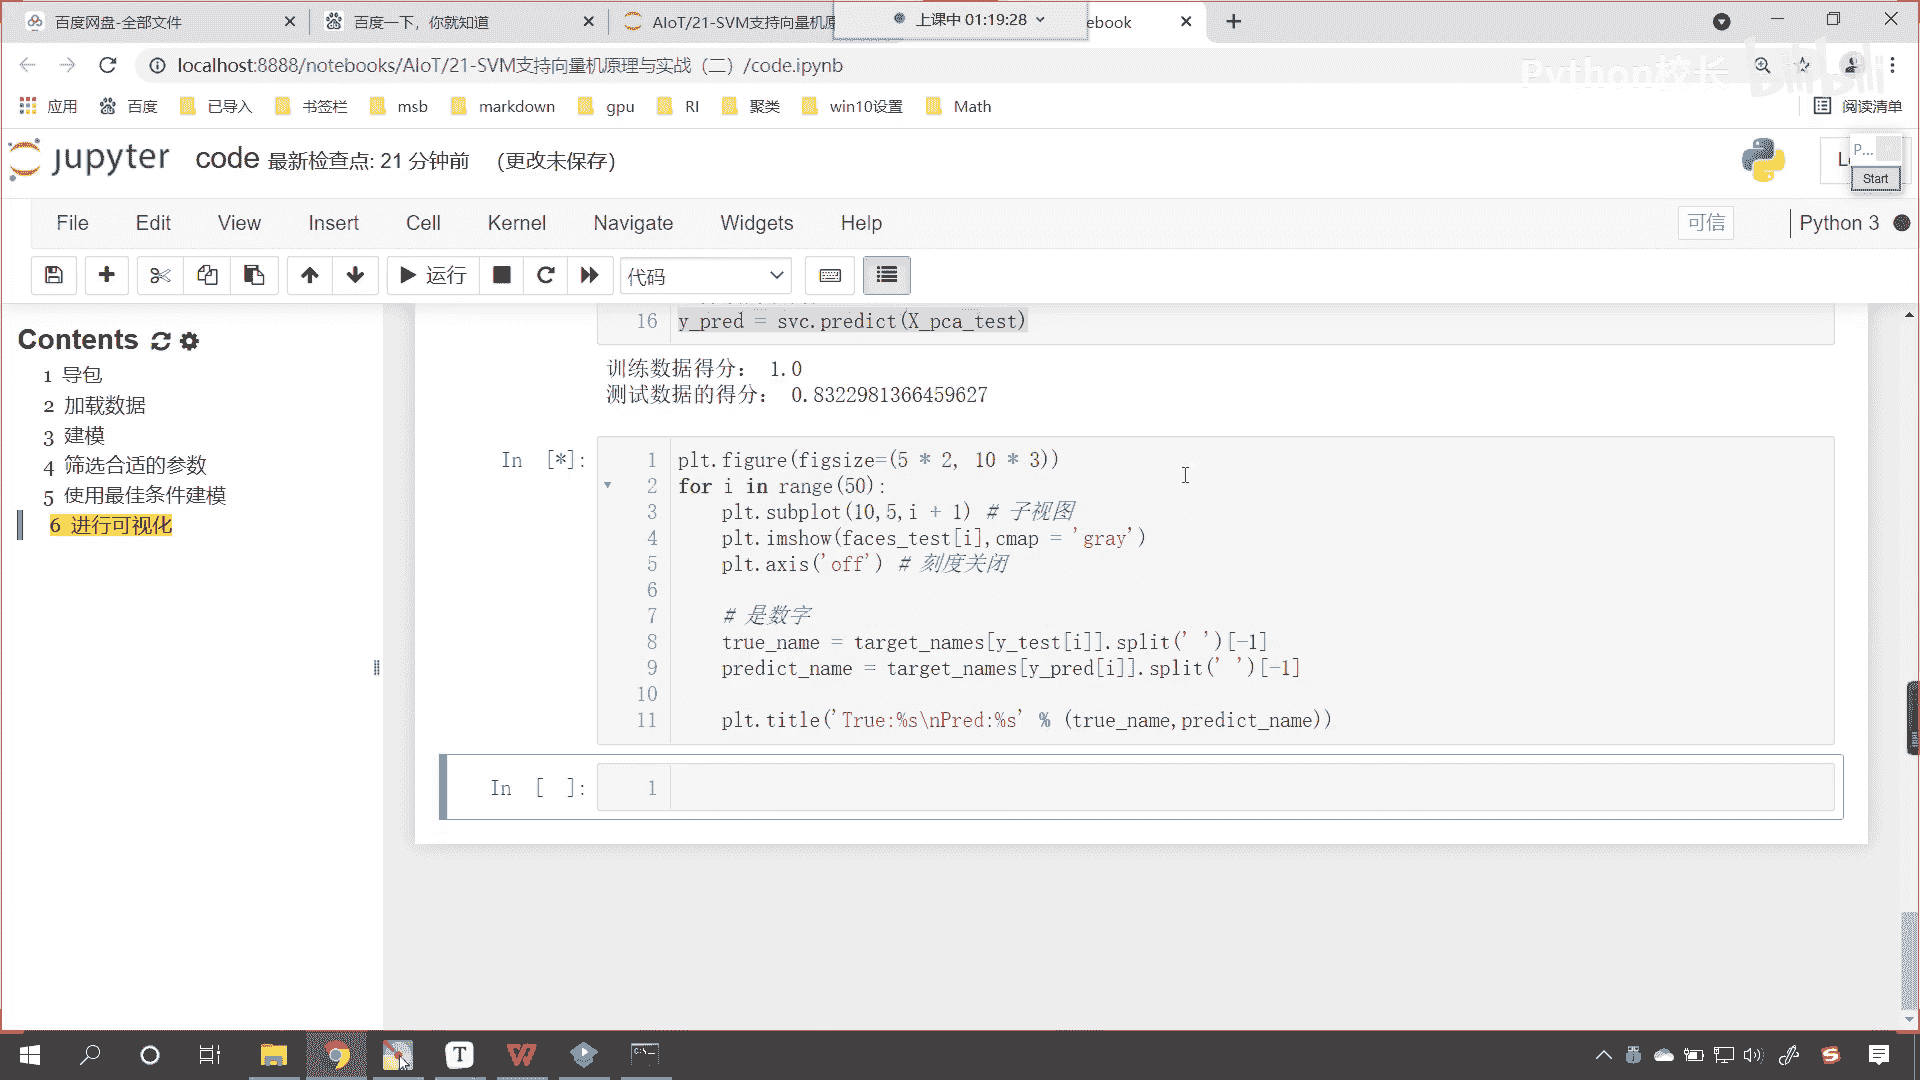 百度网盘-全部文件
百度一下，你就知道
AIoT/21-SVM支持向量机原
上课中 01:19:28
ebook
localhost:8888/notebooks/AIoT/21-SVM支持向量机原理与实战（二）/code.ipynb
Python校长
bilibili
应用
百度
已导入
书签栏
msb
markdown
gpu
RI
聚类
win10设置
Math
阅读清单
jupyter
code 最新检查点: 21 分钟前 (更改未保存)
P...
Start
File Edit View Insert Cell Kernel Navigate Widgets Help
可信
Python 3
运行
代码
Contents
1 导包
2 加载数据
3 建模
4 筛选合适的参数
5 使用最佳条件建模
6 进行可视化
16 y_pred = svc.predict(X_pca_test)
训练数据得分： 1.0
测试数据的得分： 0.8322981366459627
In [*]:
1 plt.figure(figsize=(5 * 2, 10 * 3))
2 for i in range(50):
3 plt.subplot(10,5,i + 1) # 子视图
4 plt.imshow(faces_test[i],cmap = 'gray')
5 plt.axis('off') # 刻度关闭
6
7 # 是数字
8 true_name = target_names[y_test[i]].split(' ')[-1]
9 predict_name = target_names[y_pred[i]].split(' ')[-1]
10
11 plt.title('True:%s\nPred:%s' % (true_name,predict_name))
In [ ]:
1